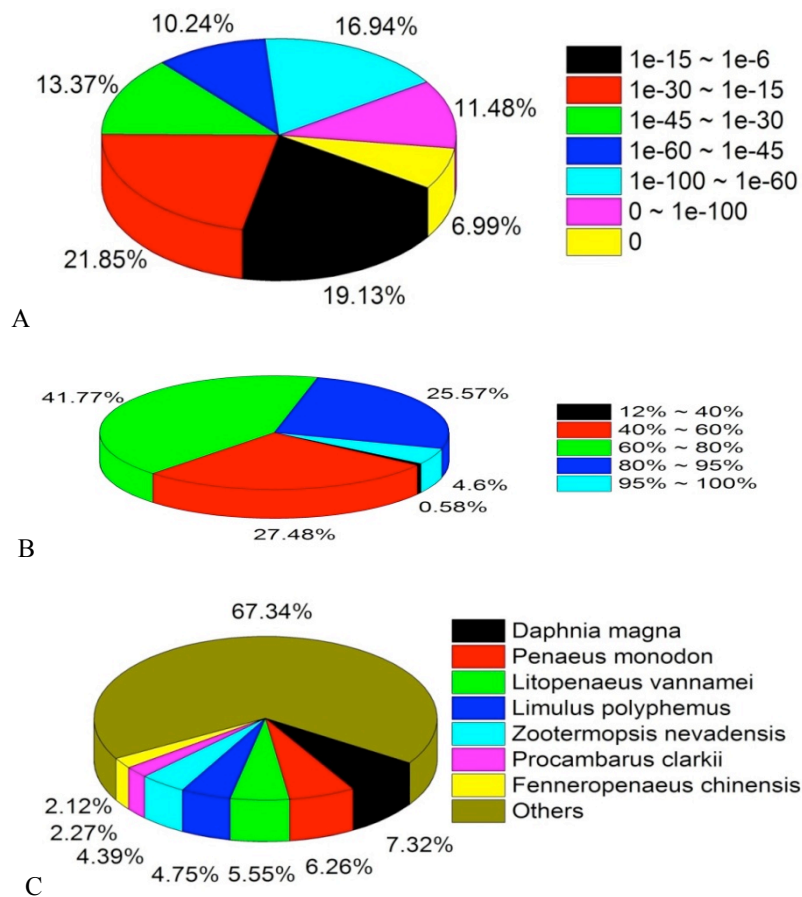 10.24%
16.94%
13.37%
11.48%
6.99%
21.85%
19.13%
1e-15 ~ 1e-6
1e-30 ~ 1e-15
1e-45 ~ 1e-30
1e-60 ~ 1e-45
1e-100 ~ 1e-60
0 ~ 1e-100
0
A
41.77%
25.57%
4.6%
0.58%
27.48%
12% ~ 40%
40% ~ 60%
60% ~ 80%
80% ~ 95%
95% ~ 100%
B
67.34%
2.12%
2.27%
4.39%
4.75%
5.55%
6.26%
7.32%
Daphnia magna
Penaeus monodon
Litopenaeus vannamei
Limulus polyphemus
Zootermopsis nevadensis
Procambarus clarkii
Fenneropenaeus chinensis
Others
C